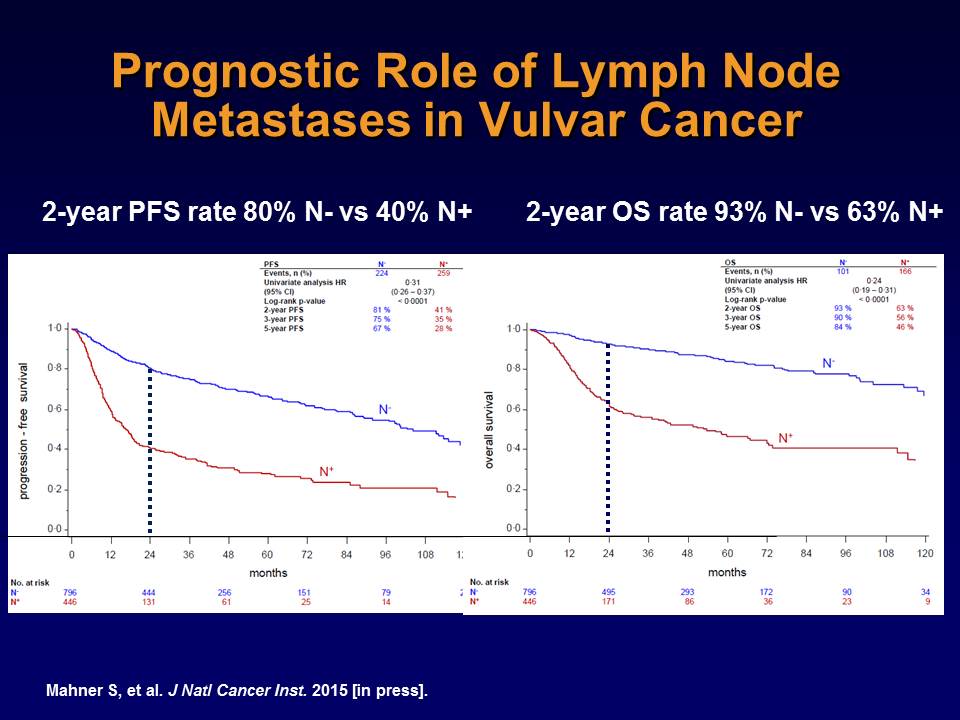 Prognostic Role of Lymph Node
Metastases in Vulvar Cancer
2-year PFS rate 80% N- vs 40% N+
2-year OS rate 93% N- vs 63% N+
PFS N- N+
Events, n (%) 224 259
Univariate analysis HR 0·31
(95% CI) (0·26 – 0·37)
Log-rank p-value < 0·0001
2-year PFS 81 % 41 %
3-year PFS 75 % 35 %
5-year PFS 67 % 28 %
progression - free survival
1·0
0·8
0·6
0·4
0·2
0·0
N-
N+
0 12 24 36 48 60 72 84 96 108 12
months
No. at risk
N- 796 444 256 151 79 2
N+ 446 131 61 25 14
OS N- N+
Events, n (%) 101 166
Univariate analysis HR 0·24
(95% CI) (0·19 – 0·31)
Log-rank p-value < 0·0001
2-year OS 93 % 63 %
3-year OS 90 % 56 %
5-year OS 84 % 46 %
overall survival
1·0
0·8
0·6
0·4
0·2
0·0
N-
N+
0 12 24 36 48 60 72 84 96 108 120
months
No. at risk
N- 796 495 293 172 90 34
N+ 446 171 86 36 23 9
Mahner S, et al. J Natl Cancer Inst. 2015 [in press].